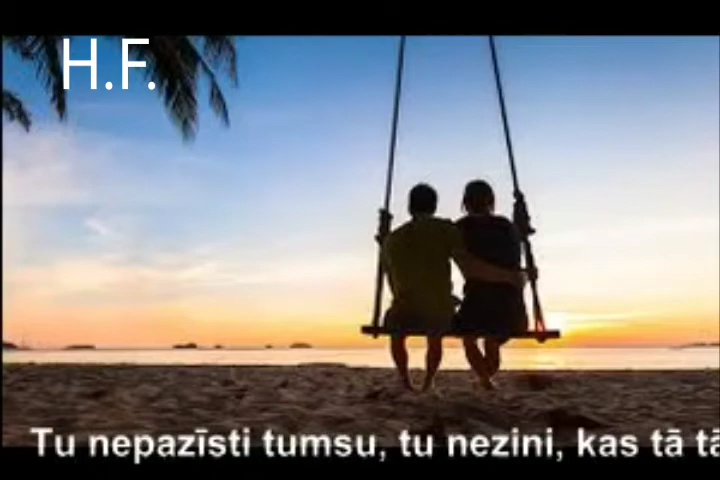 H.F.
Tu nepazīsti tumsu, tu nezini, kas tā